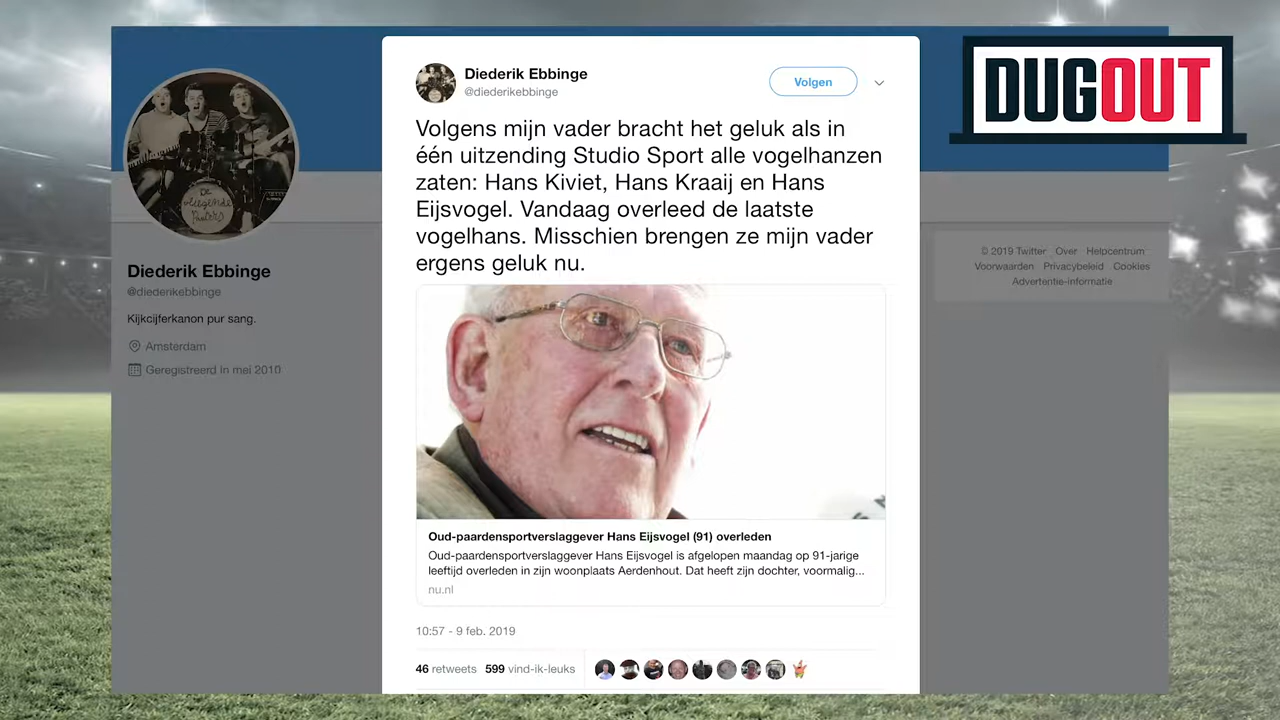 DUGOUT
Diederik Ebbinge
@diederikebbinge
Volgen
Volgens mijn vader bracht het geluk als in
één uitzending Studio Sport alle vogelhanzen
zaten: Hans Kiviet, Hans Kraaij en Hans
Eijsvogel. Vandaag overleed de laatste
vogelhans. Misschien brengen ze mijn vader
ergens geluk nu.
Oud-paardensportverslaggever Hans Eijsvogel (91) overleden
Oud-paardensportverslaggever Hans Eijsvogel is afgelopen maandag op 91-jarige
leeftijd overleden in zijn woonplaats Aerdenhout. Dat heeft zijn dochter, voormalig...
nu.nl
10:57 - 9 feb. 2019
46 retweets 599 vind-ik-leuks
De
vliegende
Panters
Diederik Ebbinge
@diederikebbinge
Kijkcijferkanon pur sang.
Amsterdam
Geregistreerd in mei 2010
© 2019 Twitter Over Helpcentrum
Voorwaarden Privacybeleid Cookies
Advertentie-informatie